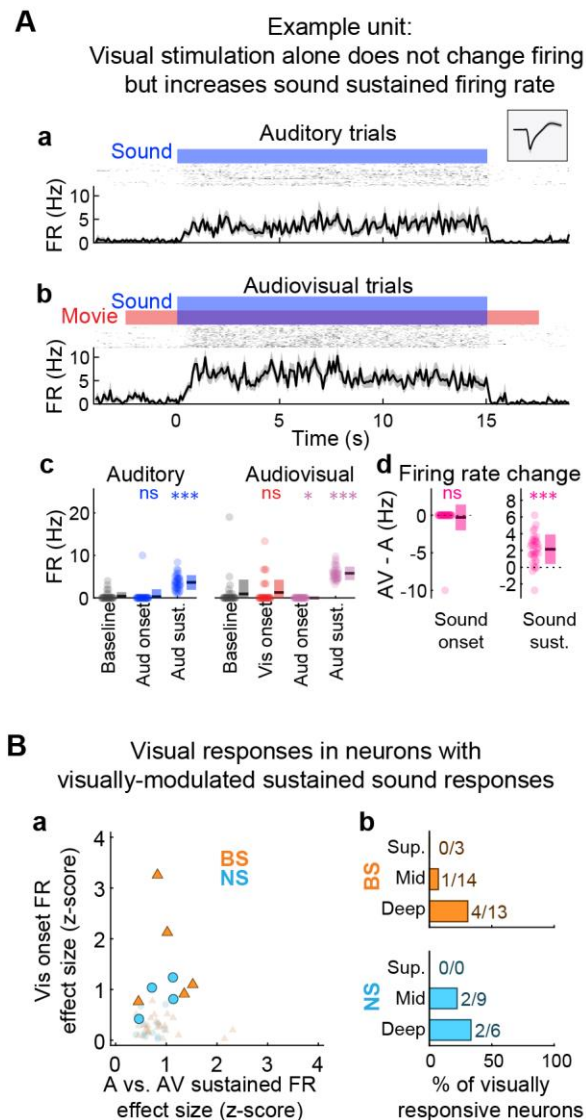 A
Example unit:
Visual stimulation alone does not change firing
but increases sound sustained firing rate
a
Auditory trials
Sound
FR (Hz)
10
5
0
b
Audiovisual trials
Sound
Movie
FR (Hz)
10
5
0
0 5 10 15
Time (s)
c
Auditory
Audiovisual
ns *** ns * ***
FR (Hz)
20
10
0
Baseline
Aud onset
Aud sust.
Baseline
Vis onset
Aud onset
Aud sust.
d
Firing rate change
ns
***
AV - A (Hz)
0
-5
-10
6
4
2
0
-2
Sound
onset
Sound
sust.
B
Visual responses in neurons with
visually-modulated sustained sound responses
a
BS
NS
Vis onset FR
effect size (z-score)
4
3
2
1
0
0 1 2 3 4
A vs. AV sustained FR
effect size (z-score)
b
BS
Sup. 0/3
Mid 1/14
Deep 4/13
NS
Sup. 0/0
Mid 2/9
Deep 2/6
0 50 100
% of visually
responsive neurons